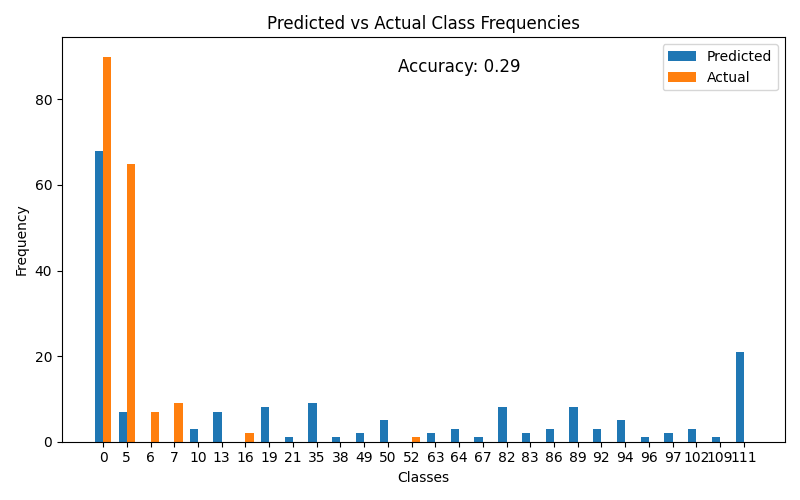 Predicted vs Actual Class Frequencies
Accuracy: 0.29
Predicted
Actual
Frequency
80
60
40
20
0
0 5 6 7 10 13 16 19 21 35 38 49 50 52 63 64 67 82 83 86 89 92 94 96 97 102 109 111
Classes